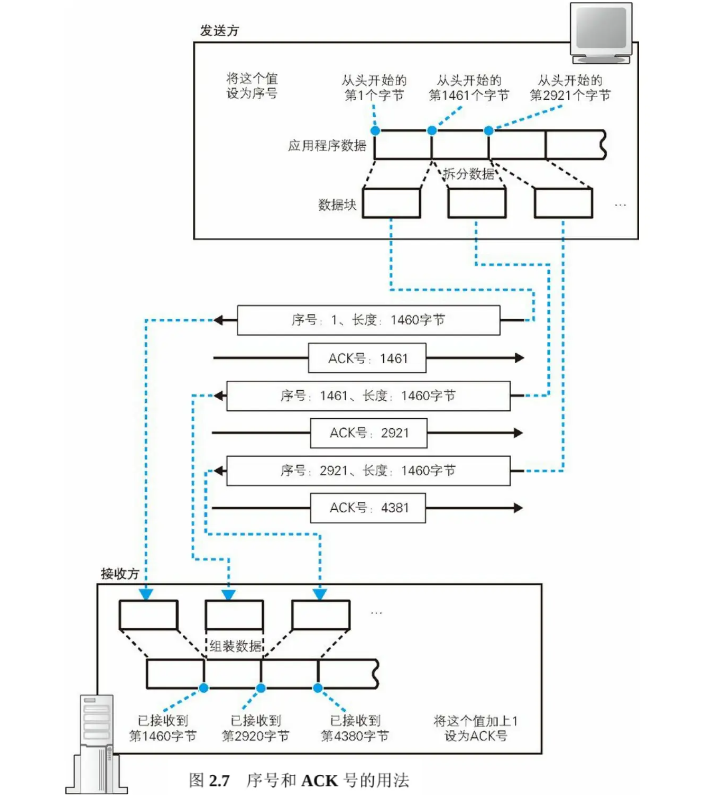 发送方
将这个值
设为序号
从头开始的
第1个字节
从头开始的
第1461个字节
从头开始的
第2921个字节
应用程序数据
拆分数据
数据块
…
序号：1、长度：1460字节
ACK号：1461
序号：1461、长度：1460字节
ACK号：2921
序号：2921、长度：1460字节
ACK号：4381
接收方
…
组装数据
已接收到
第1460字节
已接收到
第2920字节
已接收到
第4380字节
将这个值加上1
设为ACK号
图 2.7 序号和 ACK 号的用法